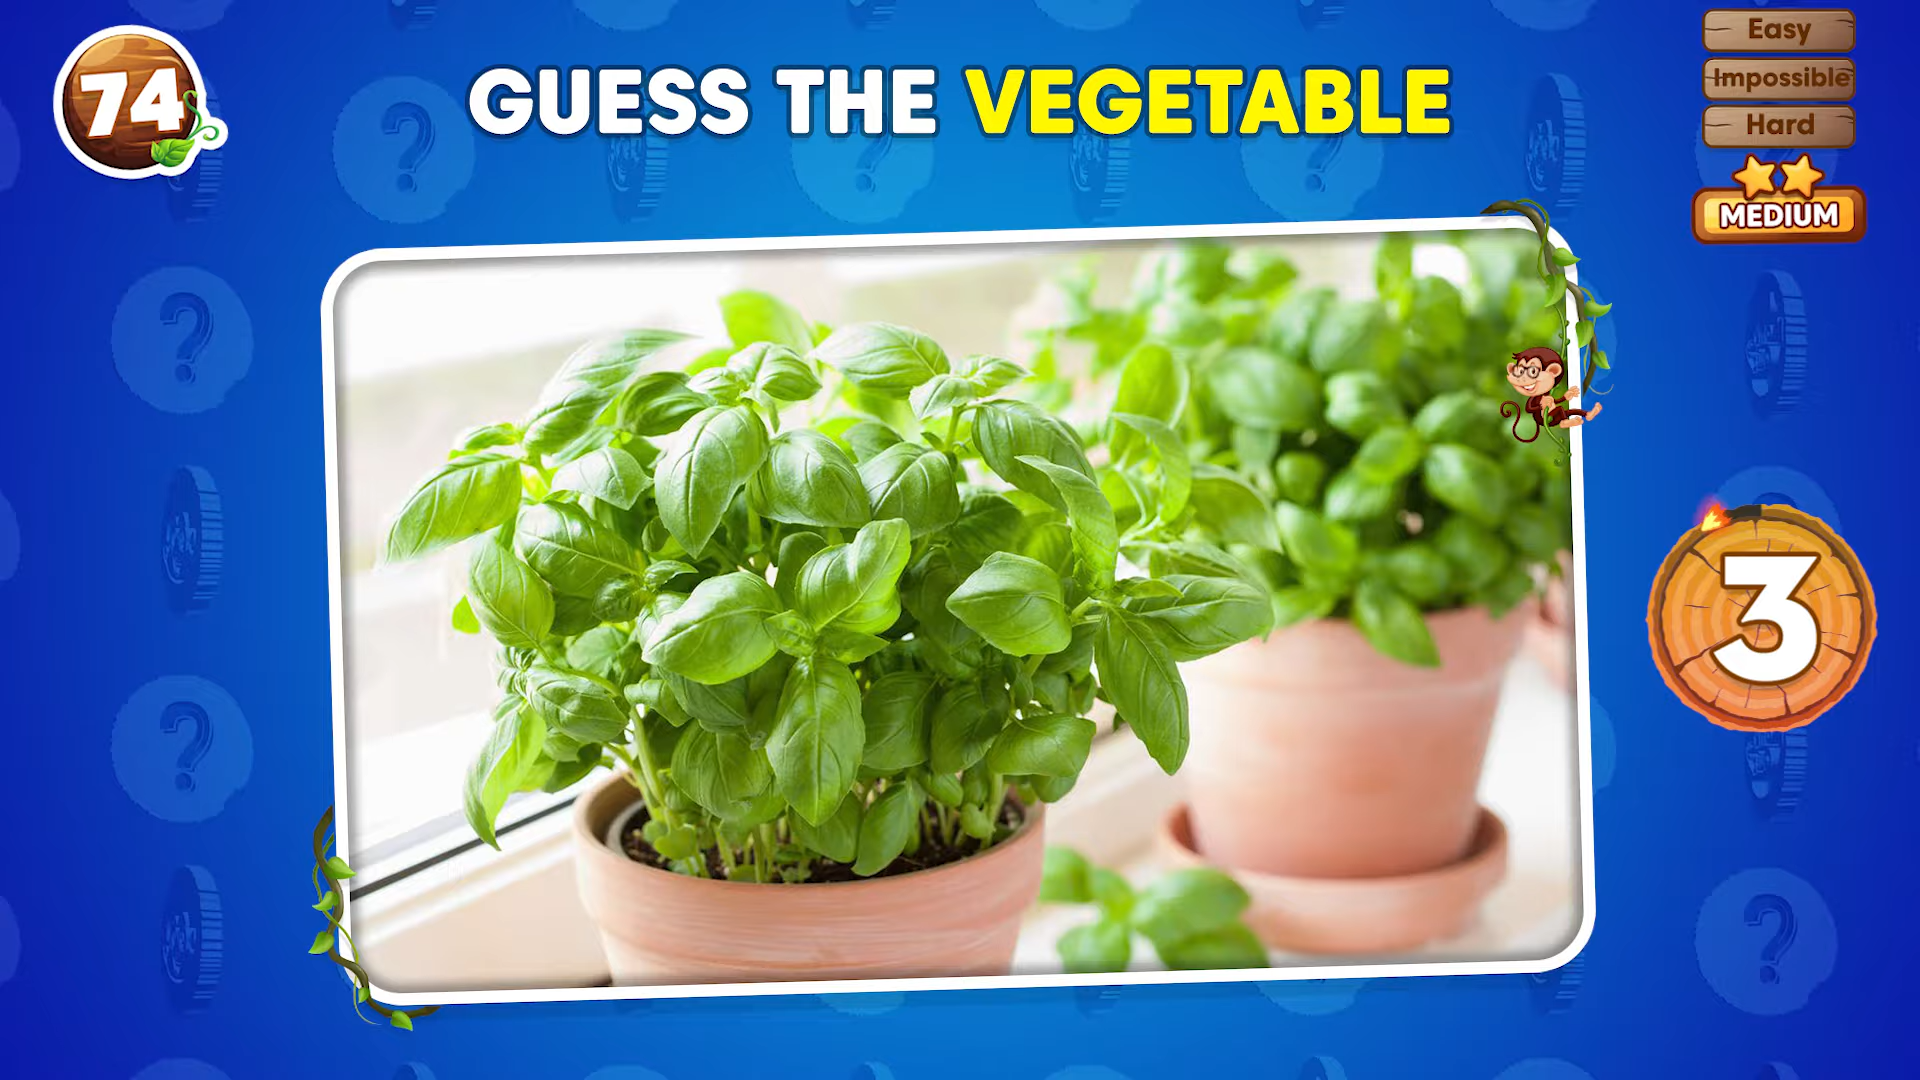 74
GUESS THE VEGETABLE
Easy
Impossible
Hard
MEDIUM
3